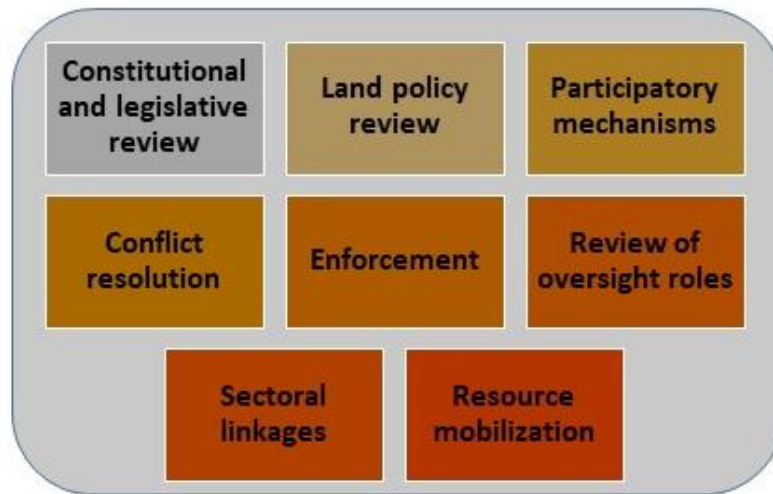 Constitutional
and legislative
review
Land policy
review
Participatory
mechanisms
Conflict
resolution
Enforcement
Review of
oversight roles
Sectoral
linkages
Resource
mobilization